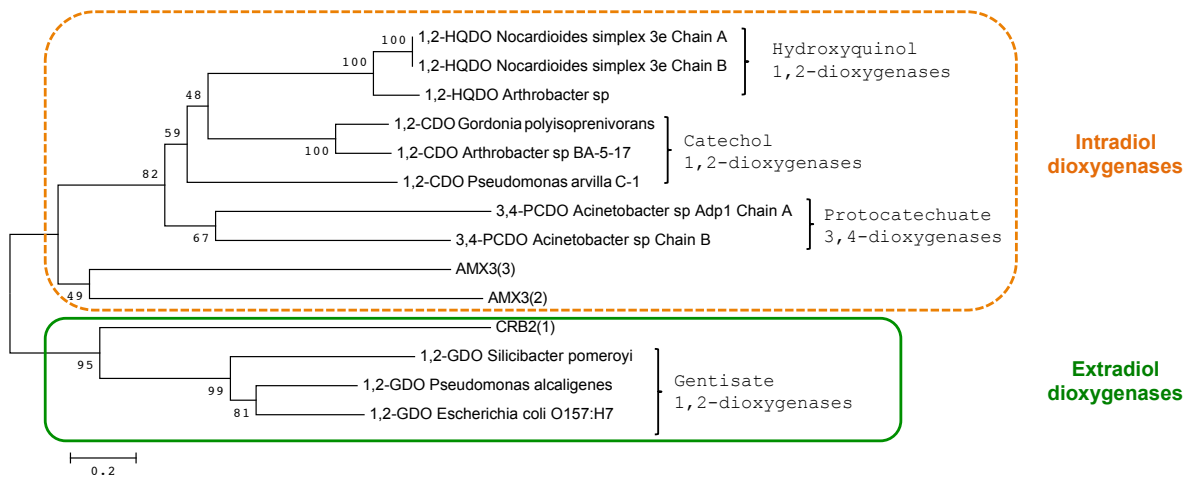 100
1,2-HQDO Nocardioides simplex 3e Chain A
1,2-HQDO Nocardioides simplex 3e Chain B
100
1,2-HQDO Arthrobacter sp
Hydroxyquinol
1,2-dioxygenases
48
1,2-CDO Gordonia polyisoprenivorans
59
100
1,2-CDO Arthrobacter sp BA-5-17
Catechol
1,2-dioxygenases
Intradiol
dioxygenases
82
1,2-CDO Pseudomonas arvilla C-1
3,4-PCDO Acinetobacter sp Adp1 Chain A
67
3,4-PCDO Acinetobacter sp Chain B
Protocatechuate
3,4-dioxygenases
AMX3(3)
49
AMX3(2)
CRB2(1)
95
1,2-GDO Silicibacter pomeroyi
99
1,2-GDO Pseudomonas alcaligenes
81
1,2-GDO Escherichia coli O157:H7
Gentisate
1,2-dioxygenases
Extradiol
dioxygenases
0.2